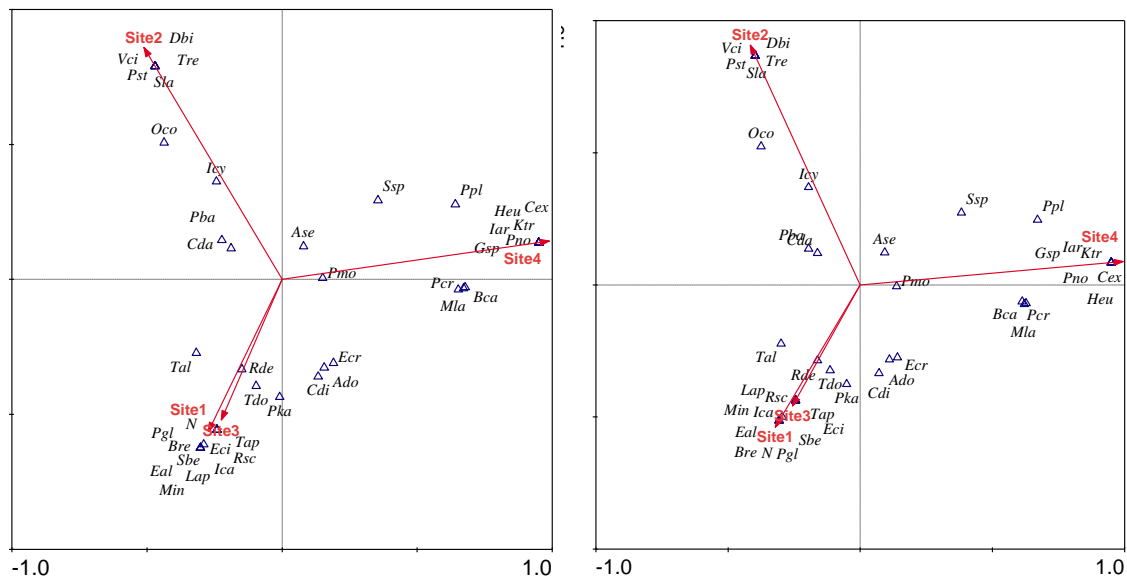 Site2 Dbi
Vci Tre
Pst Sla
Oco
Icy
Ssp Ppl
Pba
Cda
Ase
Heu Cex
Iar Ktr
Pno
Gsp
Site4
Pmo
Pcr
Mla Bca
Tal
Rde
Ecr
Ado
Cdi
Tdo
Pka
Site1
N Site3
Pgl
Bre Eci Tap
Sbe Rsc
Eal Lap Ica
Min
-1.0 1.0
Site2 Dbi
Vci Tre
Pst Sla
Oco
Icy
Ssp Ppl
Pba
Cda
Ase
Site4
Iar
Gsp Ktr
Pno Cex
Heu
Pmo
Bca Pcr
Mla
Tal
Rde
Ecr
Ado
Cdi
Tdo
Pka
Lap Rsc
Min Ica Site3 Tap
Eal Eci
Site1 Sbe
Bre N Pgl
-1.0 1.0